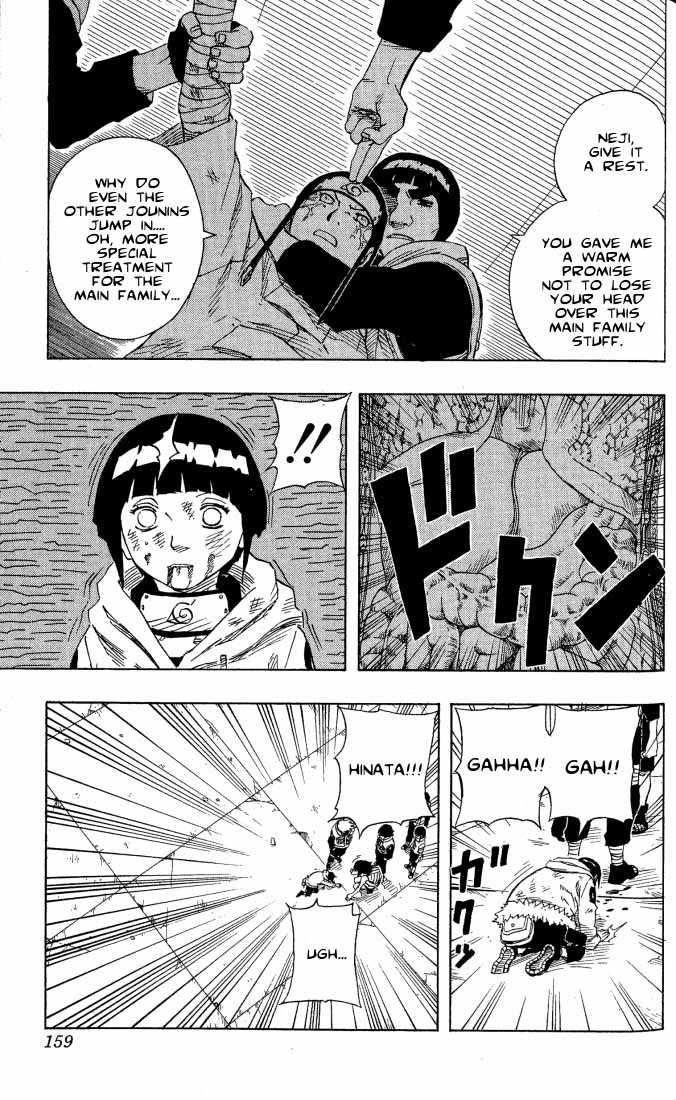 NEJI,
GIVE IT
A REST.
YOU GAVE ME
A WARM
PROMISE
NOT TO LOSE
YOUR HEAD
OVER THIS
MAIN FAMILY
STUFF.
WHY DO
EVEN THE
OTHER JOUNINS
JUMP IN....
OH, MORE
SPECIAL
TREATMENT
FOR THE
MAIN FAMILY...
ドクン
!!
GAH!!
GAHHA!!
ガクッ
HINATA!!!
UGH...
159